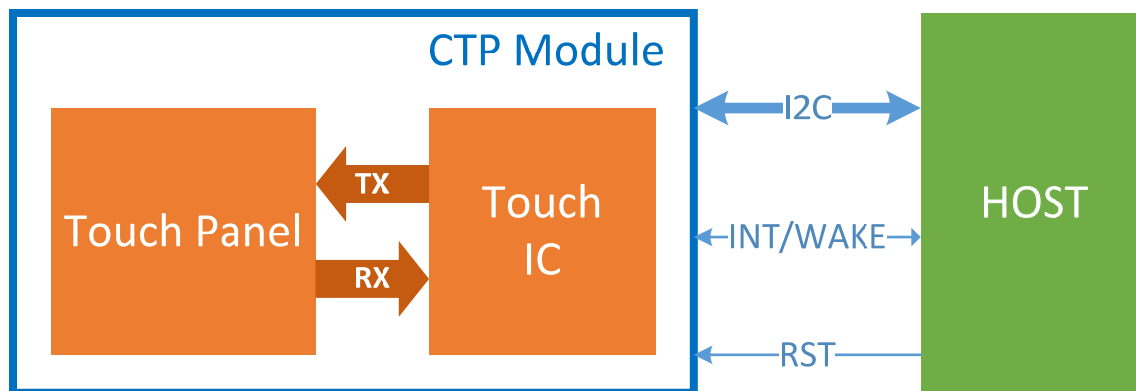 CTP Module
Touch Panel
TX
RX
Touch
IC
I2C
INT/WAKE
RST
HOST